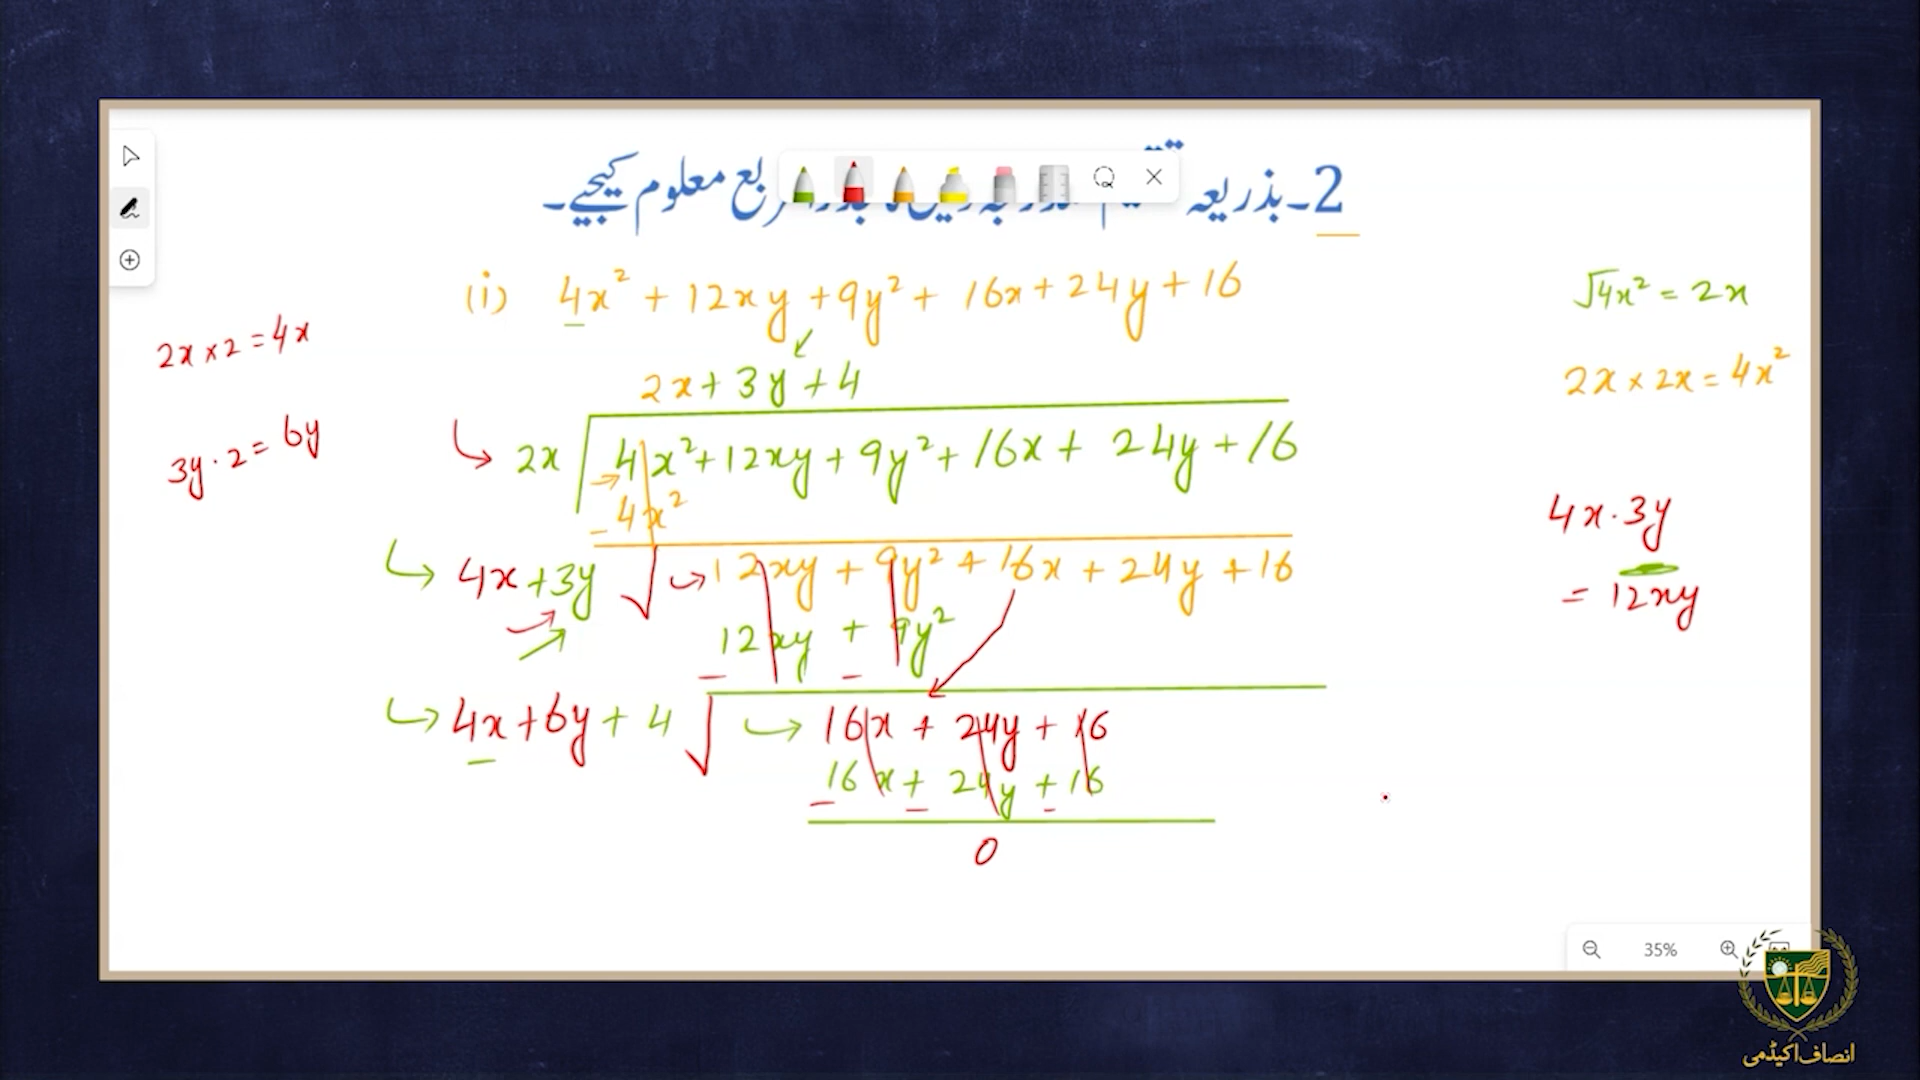 2۔ بذریعہ معلوم کیجیے۔
(i) 4x² + 12xy + 9y² + 16x + 24y + 16
2x × 2 = 4x
3y · 2 = 6y
√4x² = 2x
2x × 2x = 4x²
2x + 3y + 4
2x 4x² + 12xy + 9y² + 16x + 24y + 16
- 4x²
4x + 3y 12xy + 9y² + 16x + 24y + 16
12xy + 9y²
4x · 3y
= 12xy
4x + 6y + 4 16x + 24y + 16
16x + 24y + 16
0
35%
انصاف اکیڈمی